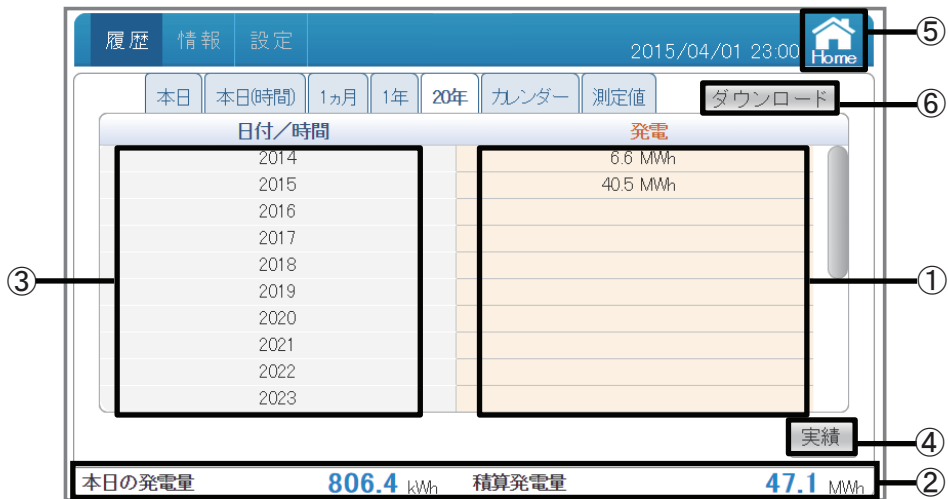 履歴 情報 設定
2015/04/01 23:00 Home
⑤
本日 本日(時間) 1ヵ月 1年 20年 カレンダー 測定値 ダウンロード
⑥
日付/時間 発電
2014 6.6 MWh
2015 40.5 MWh
2016
2017
2018
③ ①
2019
2020
2021
2022
2023
実績 ④
本日の発電量 806.4 kWh 積算発電量 47.1 MWh ②